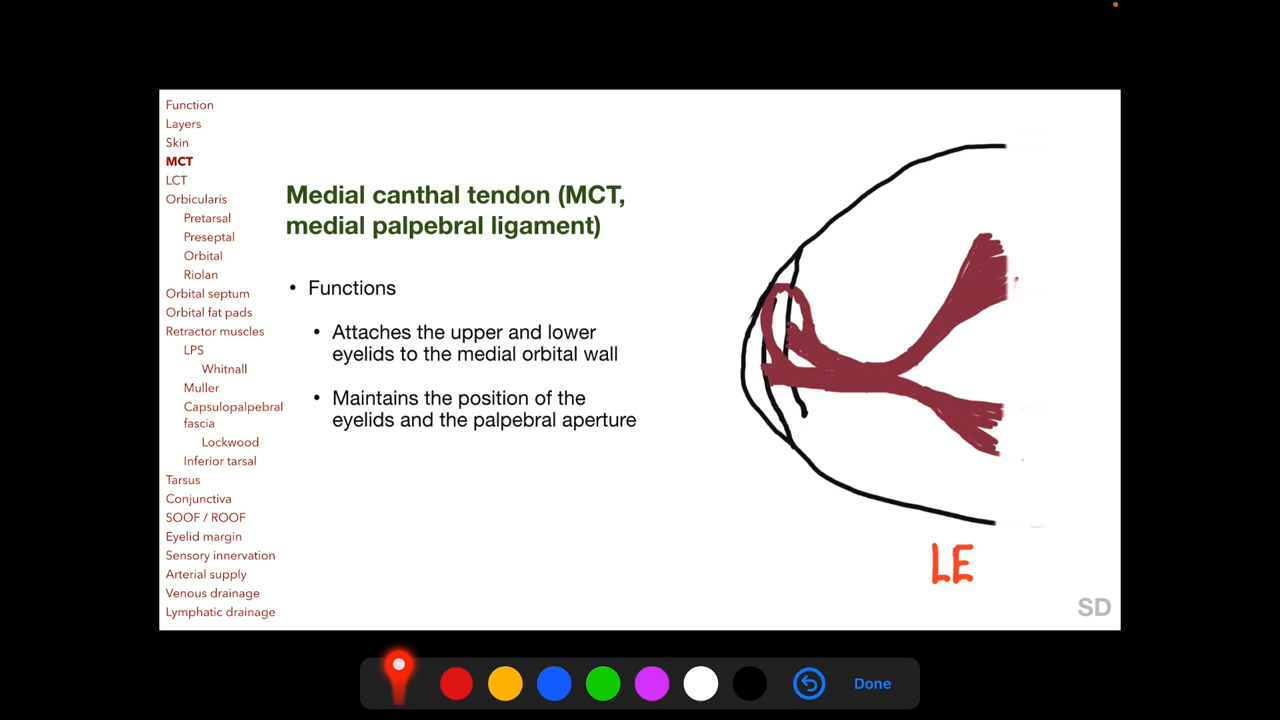 Function
Layers
Skin
MCT
LCT
Orbicularis
Pretarsal
Preseptal
Orbital
Riolan
Orbital septum
Orbital fat pads
Retractor muscles
LPS
Whitnall
Muller
Capsulopalpebral
fascia
Lockwood
Inferior tarsal
Tarsus
Conjunctiva
SOOF / ROOF
Eyelid margin
Sensory innervation
Arterial supply
Venous drainage
Lymphatic drainage
Medial canthal tendon (MCT,
medial palpebral ligament)
• Functions
• Attaches the upper and lower
eyelids to the medial orbital wall
• Maintains the position of the
eyelids and the palpebral aperture
LE
SD
Done